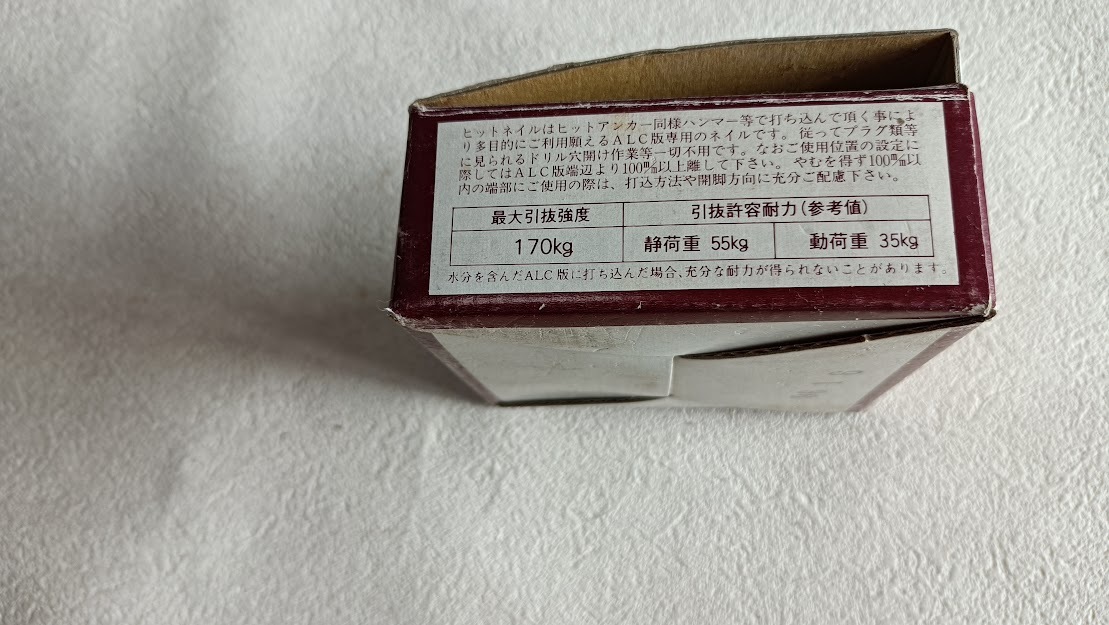 ヒットネイルはヒットアンカー同様ハンマー等で打ち込んで頂く事によ
り多目的にご利用願えるALC版専用のネイルです。従ってプラグ類等
に見られるドリル穴開け作業等一切不用です。なおご使用位置の設定に
際してはALC版端辺より100㎜以上離して下さい。やむを得ず100㎜以
内の端部にご使用の際は、打込方法や開脚方向に充分ご配慮下さい。
最大引抜強度 引抜許容耐力(参考値)
170kg 静荷重 55kg 動荷重 35kg
水分を含んだALC版に打ち込んだ場合、充分な耐力が得られないことがあります。